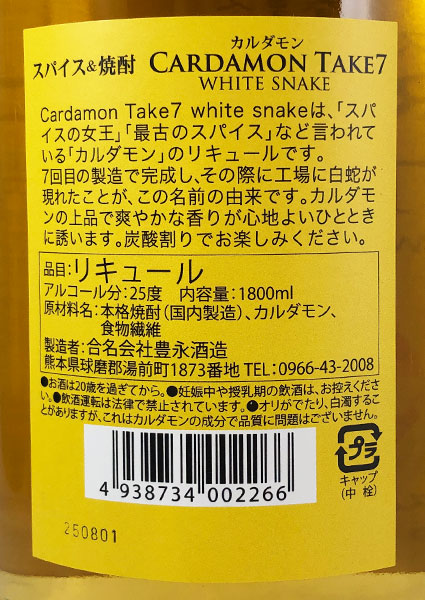 カルダモン
スパイス&焼酎 CARDAMON TAKE7
WHITE SNAKE
Cardamon Take7 white snakeは、「スパ
イスの女王」「最古のスパイス」など言われて
いる「カルダモン」のリキュールです。
7回目の製造で完成し、その際に工場に白蛇が
現れたことが、この名前の由来です。カルダモ
ンの上品で爽やかな香りが心地よいひととき
に誘います。炭酸割りでお楽しみください。
品目:リキュール
アルコール分:25度 内容量:1800ml
原材料名:本格焼酎(国内製造)、カルダモン、
食物繊維
製造者:合名会社豊永酒造
熊本県球磨郡湯前町1873番地 TEL:0966-43-2008
●お酒は20歳を過ぎてから。●妊娠中や授乳期の飲酒は、お控えくださ
い。●飲酒運転は法律で禁止されています。●オリがでたり、白濁するこ
とがありますが、これはカルダモンの成分で品質に問題はございません。
プラ
キャップ
(中栓)
4 938734 002266
250801